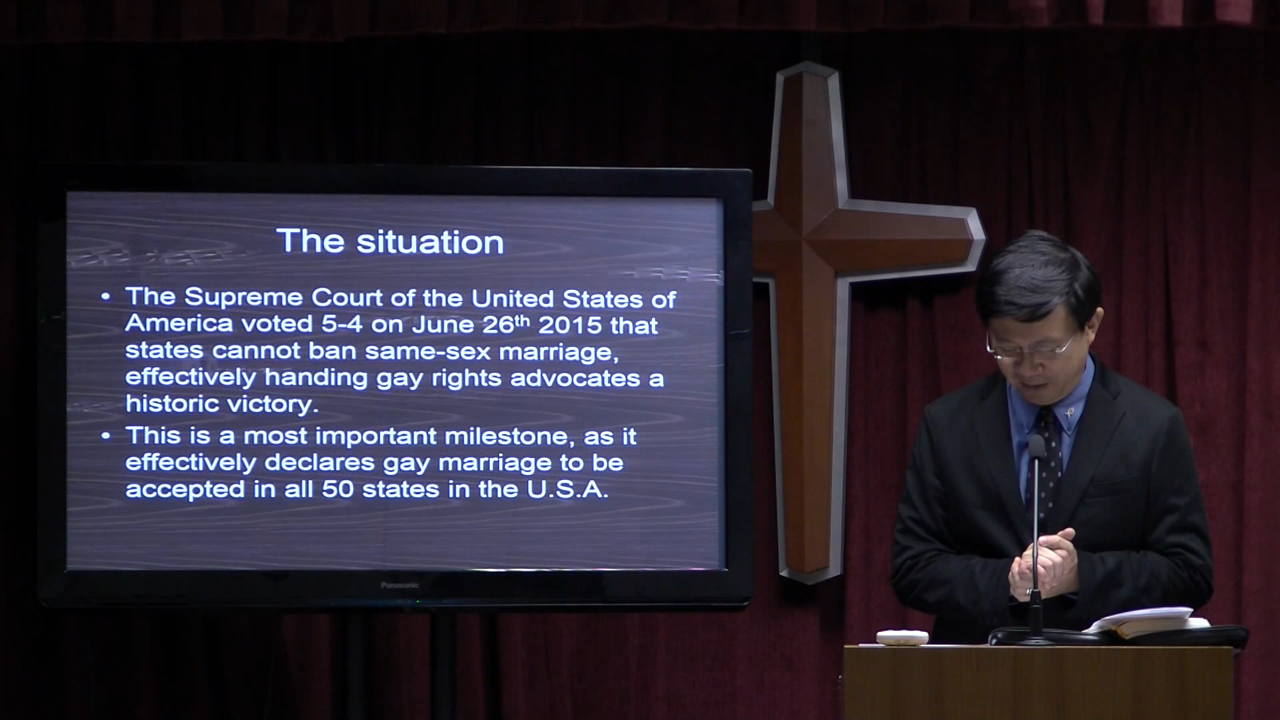 The situation
• The Supreme Court of the United States of
America voted 5-4 on June 26th 2015 that
states cannot ban same-sex marriage,
effectively handing gay rights advocates a
historic victory.
• This is a most important milestone, as it
effectively declares gay marriage to be
accepted in all 50 states in the U.S.A.
Panasonic